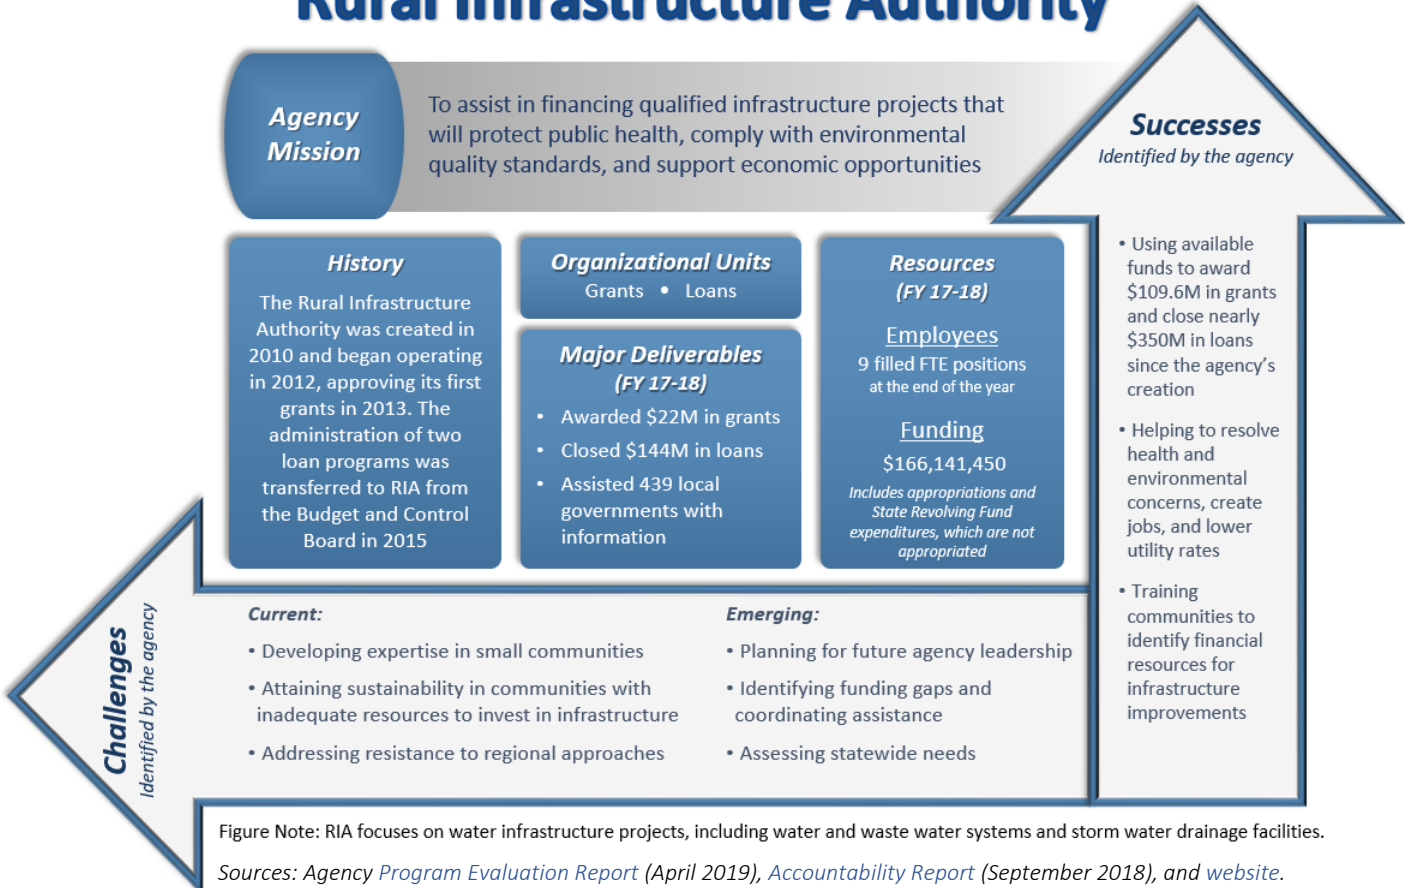 Rural Infrastructure Authority
Agency
Mission
To assist in financing qualified infrastructure projects that
will protect public health, comply with environmental
quality standards, and support economic opportunities
Successes
Identified by the agency
• Using available
funds to award
$109.6M in grants
and close nearly
$350M in loans
since the agency's
creation
• Helping to resolve
health and
environmental
concerns, create
jobs, and lower
utility rates
• Training
communities to
identify financial
resources for
infrastructure
improvements
History
The Rural Infrastructure
Authority was created in
2010 and began operating
in 2012, approving its first
grants in 2013. The
administration of two
loan programs was
transferred to RIA from
the Budget and Control
Board in 2015
Organizational Units
Grants • Loans
Major Deliverables
(FY 17-18)
• Awarded $22M in grants
• Closed $144M in loans
• Assisted 439 local
governments with
information
Resources
(FY 17-18)
Employees
9 filled FTE positions
at the end of the year
Funding
$166,141,450
Includes appropriations and
State Revolving Fund
expenditures, which are not
appropriated
Challenges
Identified by the agency
Current:
• Developing expertise in small communities
• Attaining sustainability in communities with
inadequate resources to invest in infrastructure
• Addressing resistance to regional approaches
Emerging:
• Planning for future agency leadership
• Identifying funding gaps and
coordinating assistance
• Assessing statewide needs
Figure Note: RIA focuses on water infrastructure projects, including water and waste water systems and storm water drainage facilities.
Sources: Agency Program Evaluation Report (April 2019), Accountability Report (September 2018), and website.